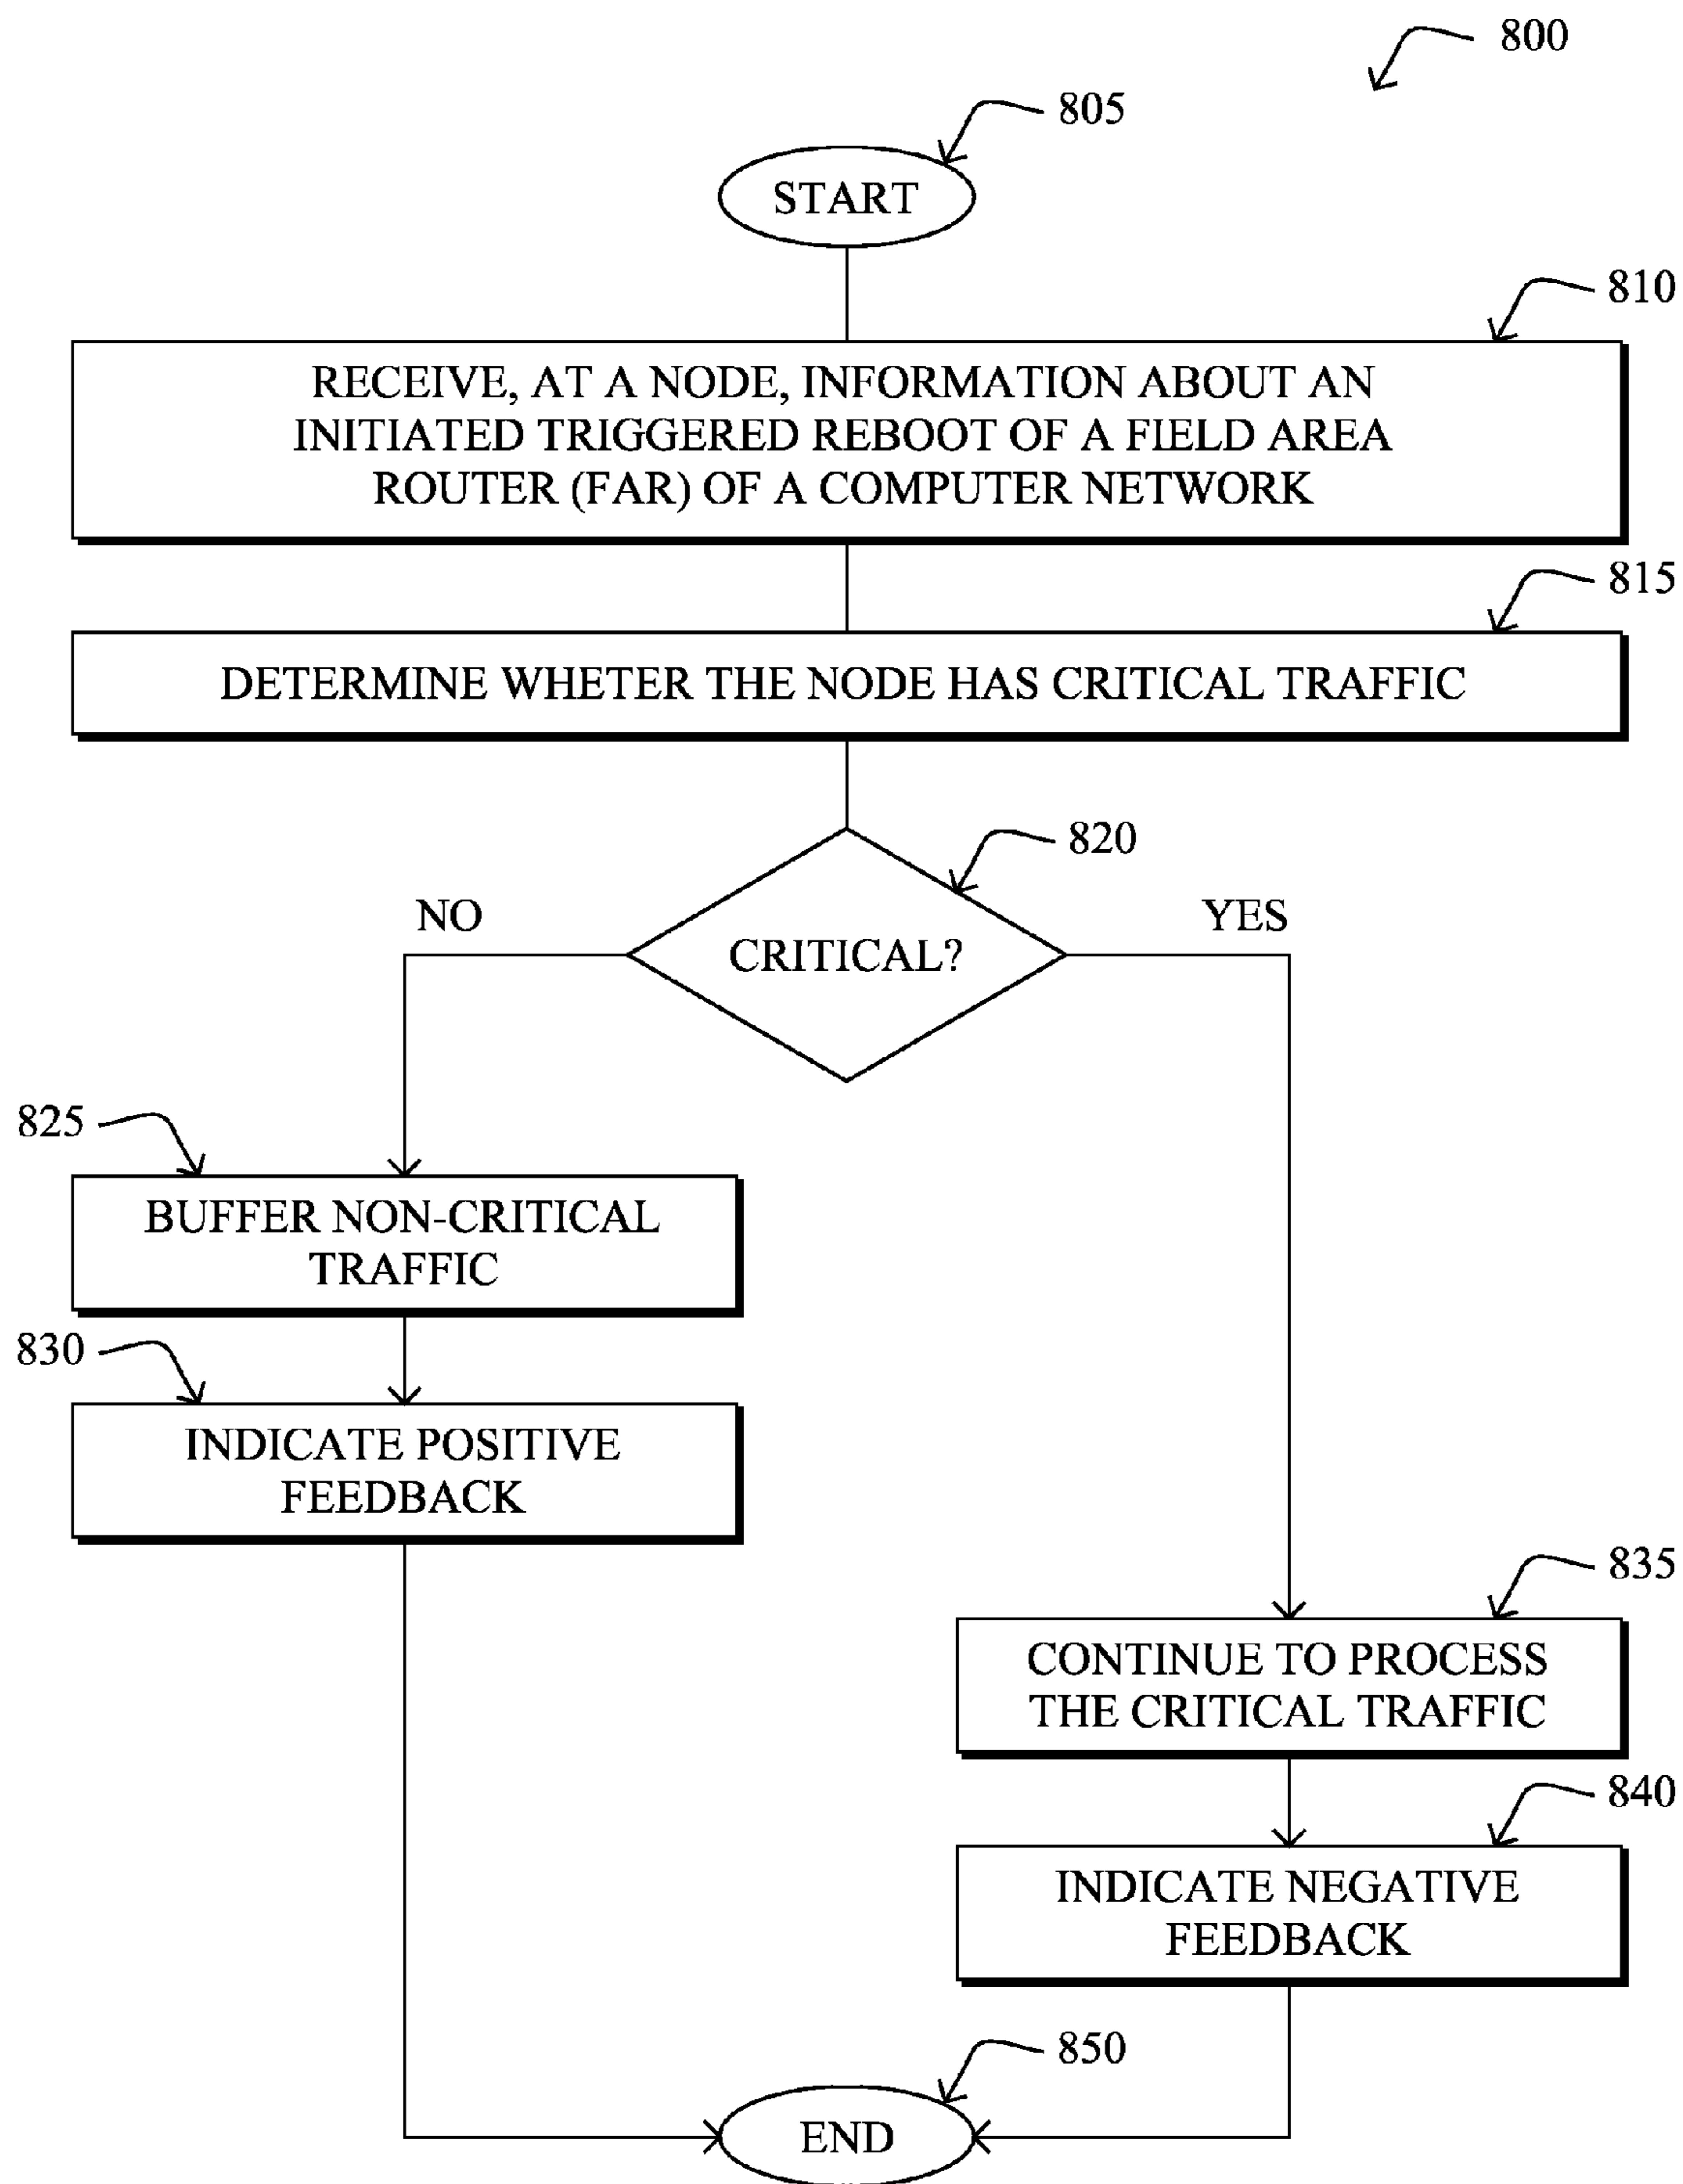 800
805
START
810
RECEIVE, AT A NODE, INFORMATION ABOUT AN
INITIATED TRIGGERED REBOOT OF A FIELD AREA
ROUTER (FAR) OF A COMPUTER NETWORK
815
DETERMINE WHETER THE NODE HAS CRITICAL TRAFFIC
820
NO
YES
CRITICAL?
825
BUFFER NON-CRITICAL
TRAFFIC
830
INDICATE POSITIVE
FEEDBACK
835
CONTINUE TO PROCESS
THE CRITICAL TRAFFIC
840
INDICATE NEGATIVE
FEEDBACK
850
END